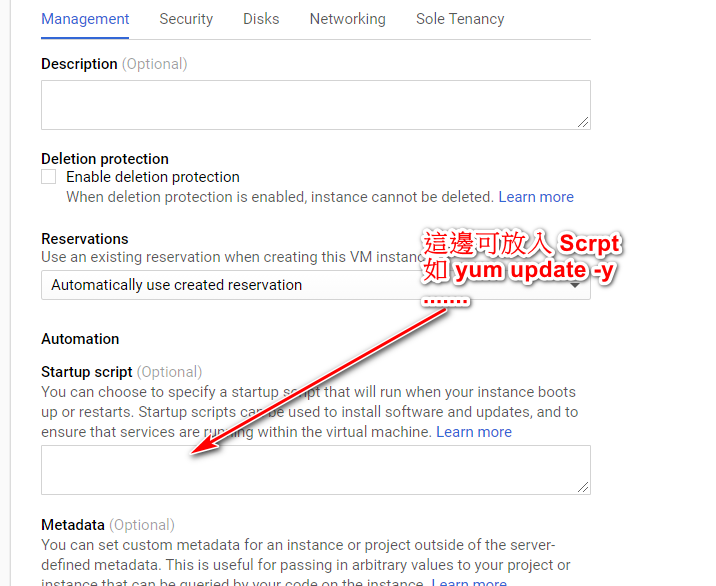 Management Security Disks Networking Sole Tenancy
Description (Optional)
Deletion protection
Enable deletion protection
When deletion protection is enabled, instance cannot be deleted. Learn more
這邊可放入 Scrpt
如 yum update -y
.......
Reservations
Use an existing reservation when creating this VM instanc
Automatically use created reservation
Automation
Startup script (Optional)
You can choose to specify a startup script that will run when your instance boots
up or restarts. Startup scripts can be used to install software and updates, and to
ensure that services are running within the virtual machine. Learn more
Metadata (Optional)
You can set custom metadata for an instance or project outside of the server-
defined metadata. This is useful for passing in arbitrary values to your project or
instance that can be queried by your code on the instance. Learn more